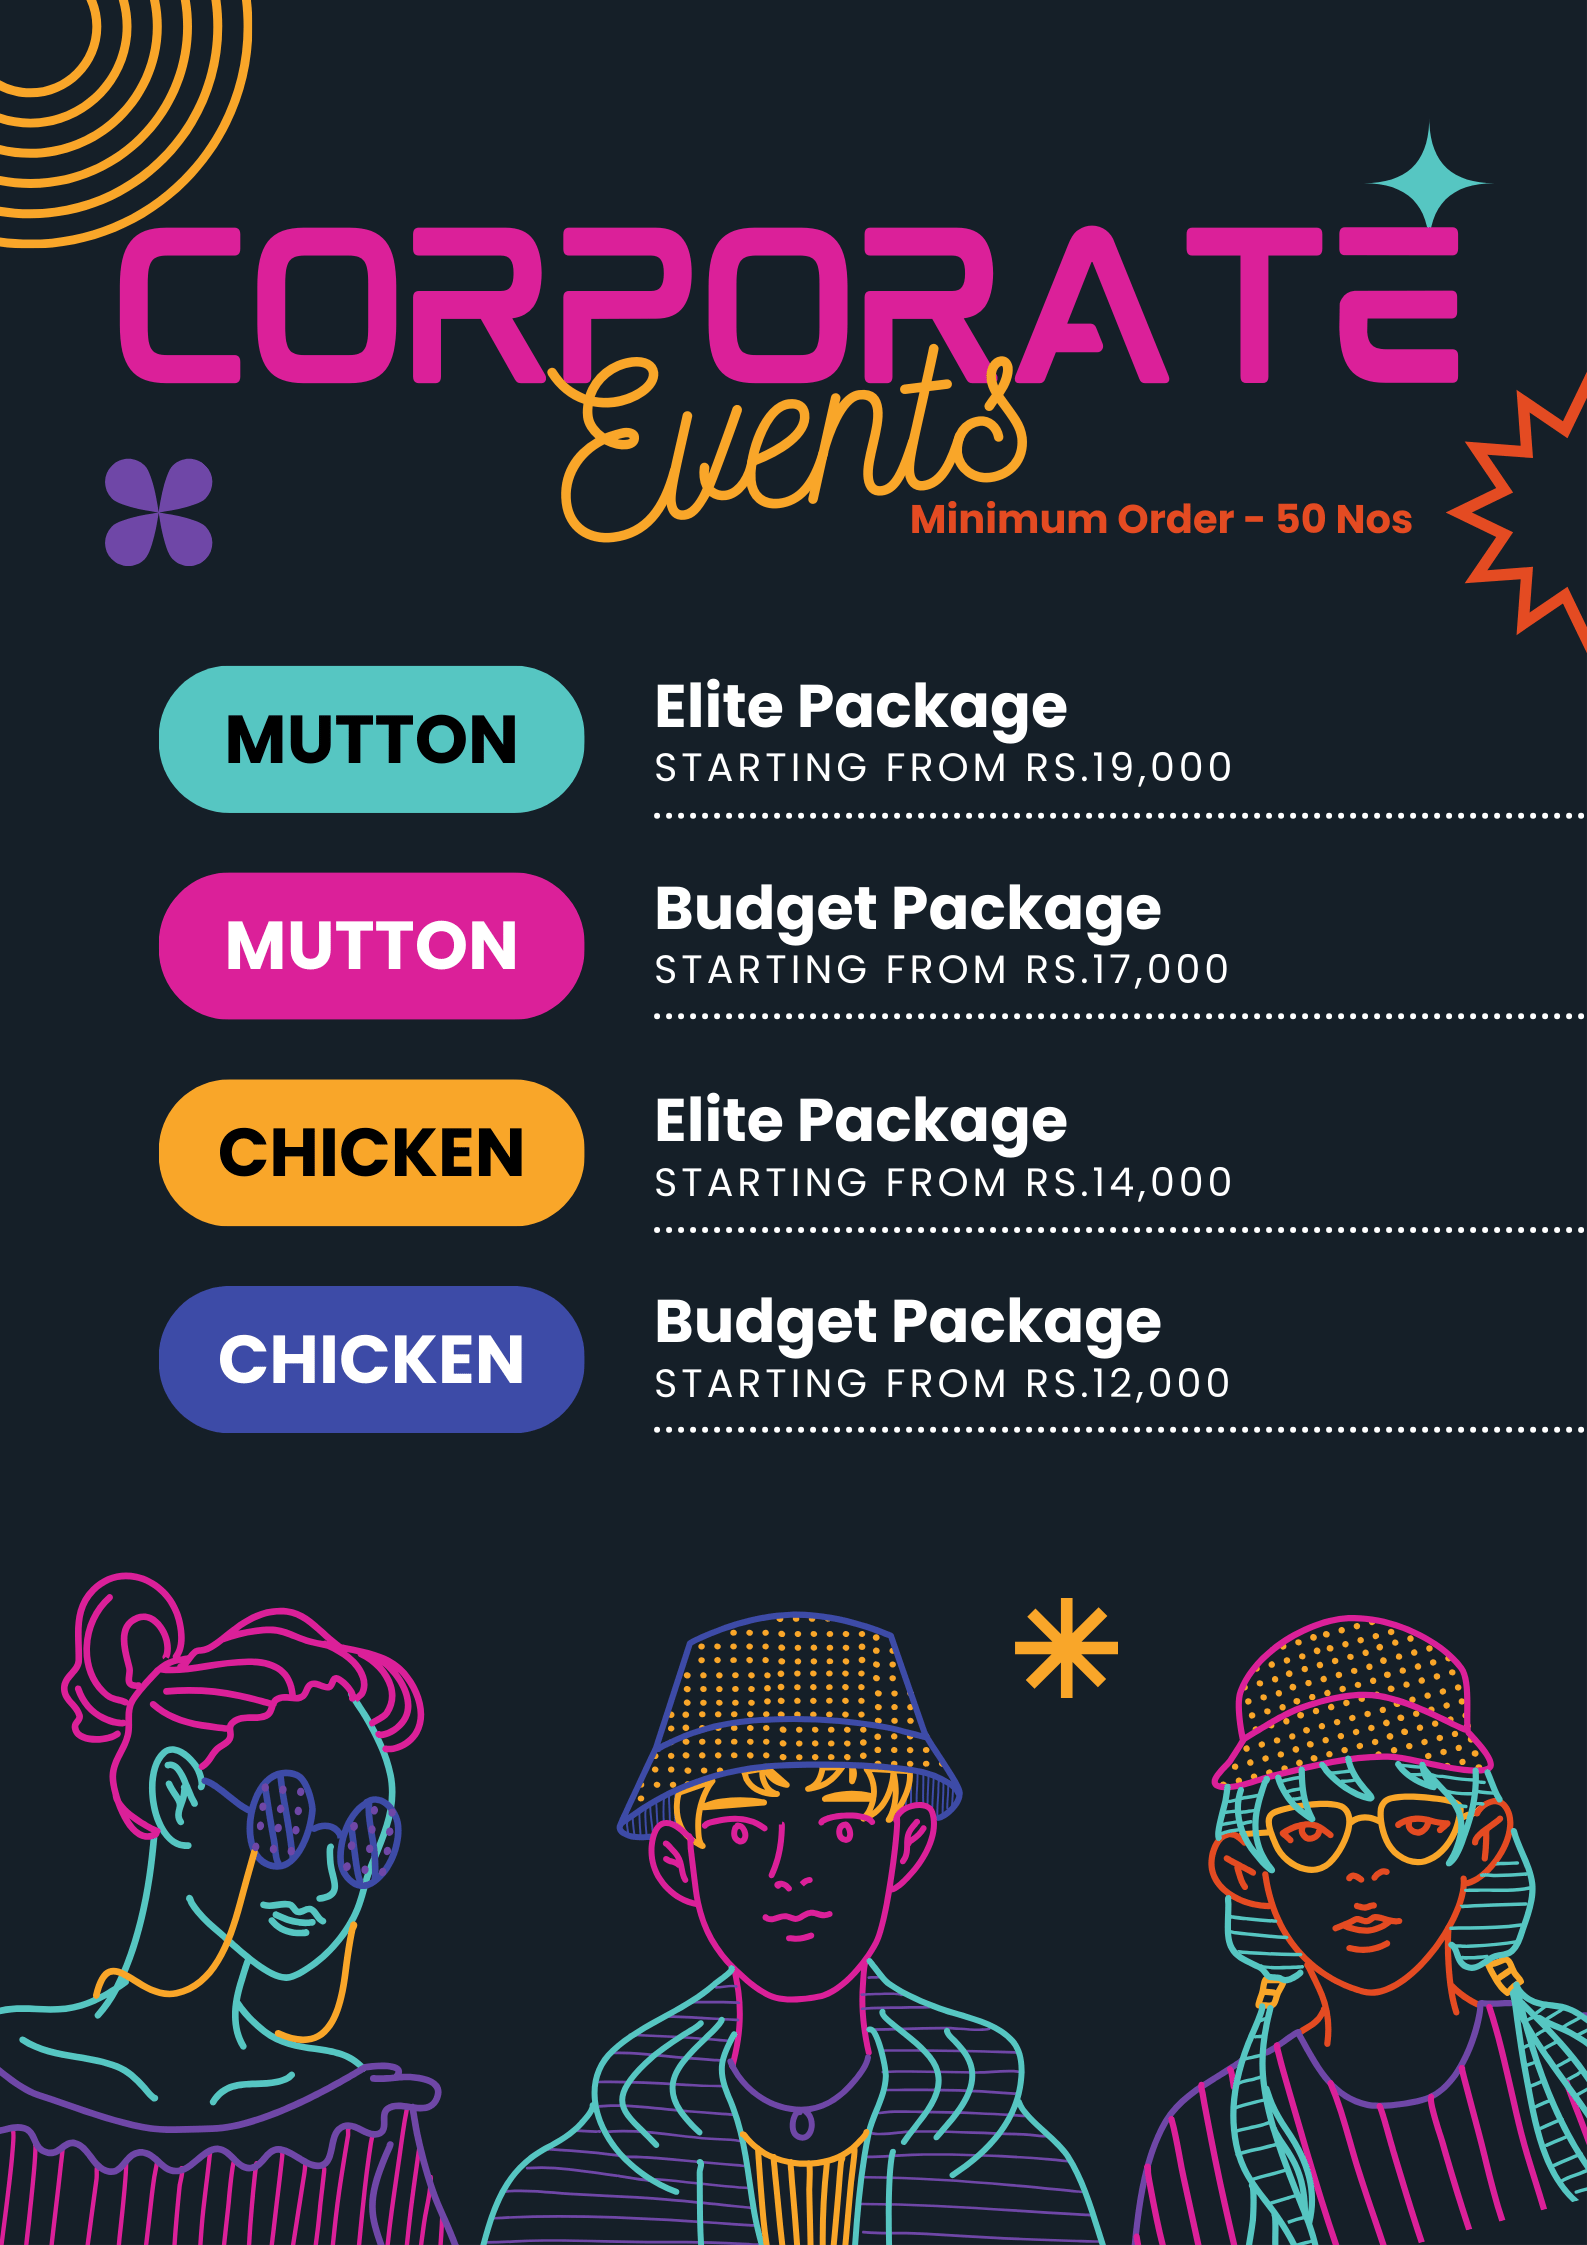 CORPORATE
Events
Minimum Order - 50 Nos
MUTTON
Elite Package
STARTING FROM RS.19,000
MUTTON
Budget Package
STARTING FROM RS.17,000
CHICKEN
Elite Package
STARTING FROM RS.14,000
CHICKEN
Budget Package
STARTING FROM RS.12,000